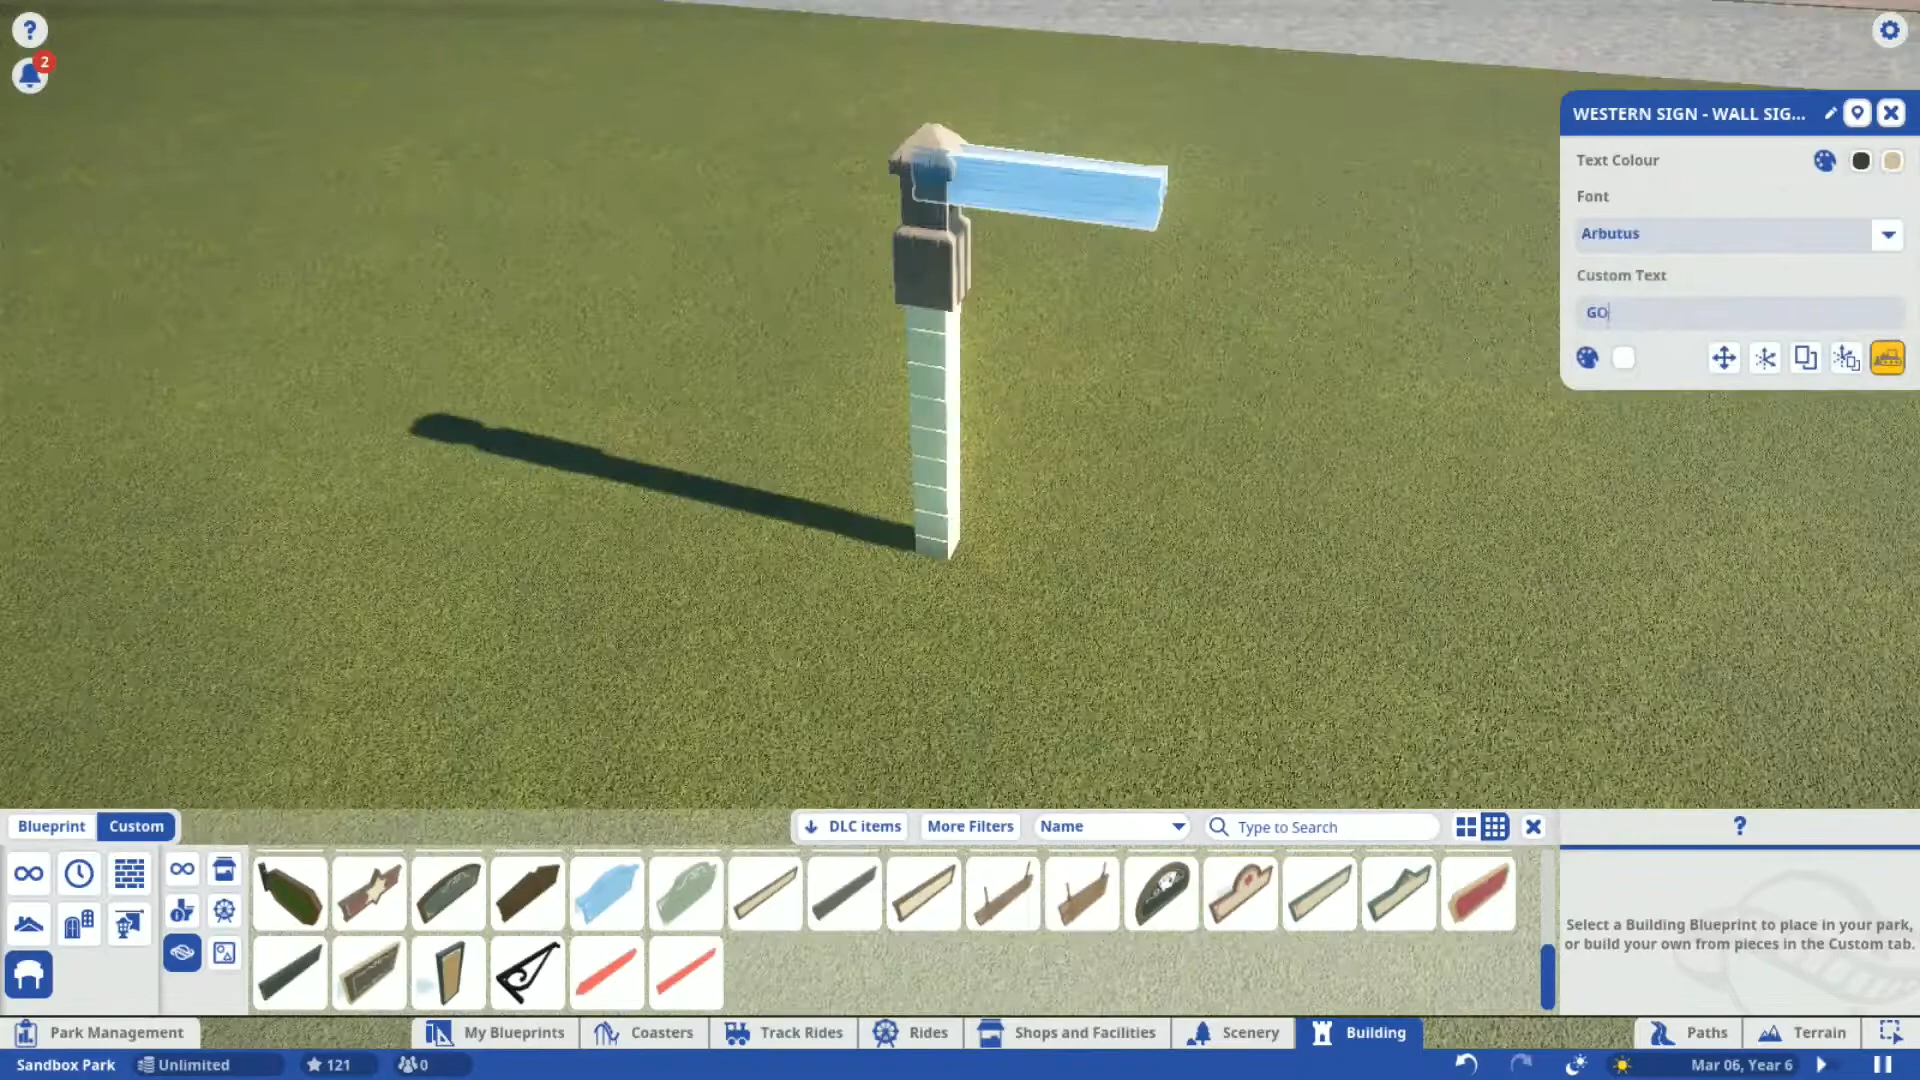 ?
2
WESTERN SIGN - WALL SIG...
Text Colour
Font
Arbutus
Custom Text
GO
Blueprint
Custom
DLC items
More Filters
Name
Type to Search
?
Select a Building Blueprint to place in your park,
or build your own from pieces in the Custom tab.
Park Management
My Blueprints
Coasters
Track Rides
Rides
Shops and Facilities
Scenery
Building
Paths
Terrain
Sandbox Park
Unlimited
121
0
Mar 06, Year 6